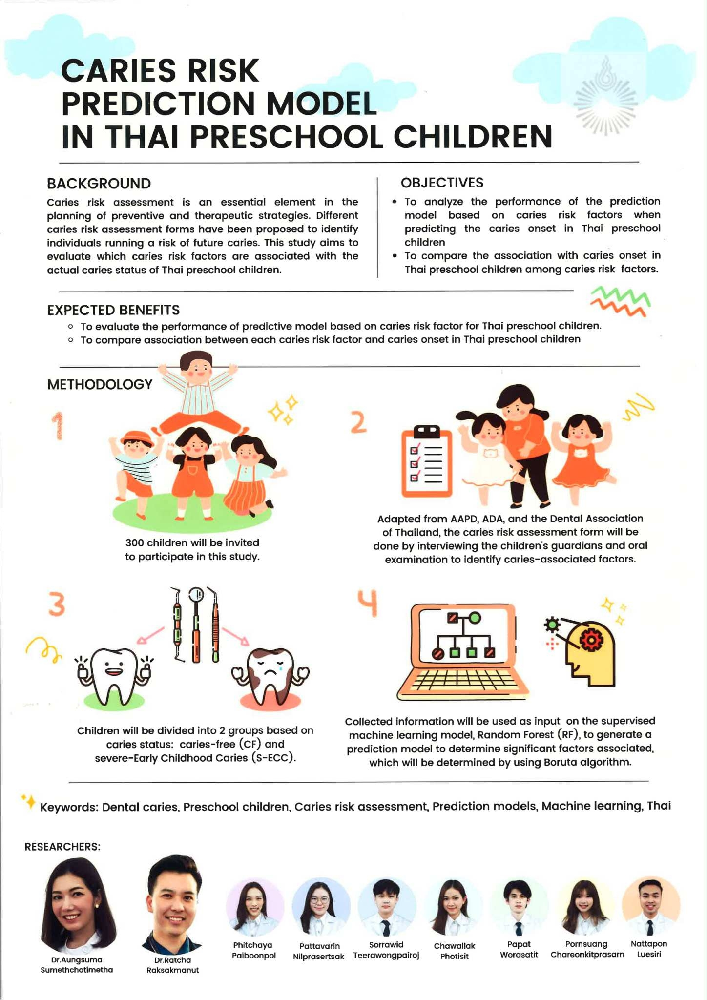 CARIES RISK
PREDICTION MODEL
IN THAI PRESCHOOL CHILDREN
BACKGROUND
Caries risk assessment is an essential element in the
planning of preventive and therapeutic strategies. Different
caries risk assessment forms have been proposed to identify
individuals running a risk of future caries. This study aims to
evaluate which caries risk factors are associated with the
actual caries status of Thai preschool children.
OBJECTIVES
• To analyze the performance of the prediction
model based on caries risk factors when
predicting the caries onset in Thai preschool
children
• To compare the association with caries onset in
Thai preschool children among caries risk factors.
EXPECTED BENEFITS
○ To evaluate the performance of predictive model based on caries risk factor for Thai preschool children.
○ To compare association between each caries risk factor and caries onset in Thai preschool children
METHODOLOGY
1
300 children will be invited
to participate in this study.
2
Adapted from AAPD, ADA, and the Dental Association
of Thailand, the caries risk assessment form will be
done by interviewing the children's guardians and oral
examination to identify caries-associated factors.
3
Children will be divided into 2 groups based on
caries status: caries-free (CF) and
severe-Early Childhood Caries (S-ECC).
4
Collected information will be used as input on the supervised
machine learning model, Random Forest (RF), to generate a
prediction model to determine significant factors associated,
which will be determined by using Boruta algorithm.
Keywords: Dental caries, Preschool children, Caries risk assessment, Prediction models, Machine learning, Thai
RESEARCHERS:
Dr.Aungsuma
Sumethchotimetha
Dr.Ratcha
Raksakmanut
Phitchaya
Paiboonpol
Pattavarin
Nilprasertsak
Sorrawid
Teerawongpairoj
Chawallak
Photisit
Papat
Worasatit
Pornsuang
Chareonkitprasarn
Nattapon
Luesiri